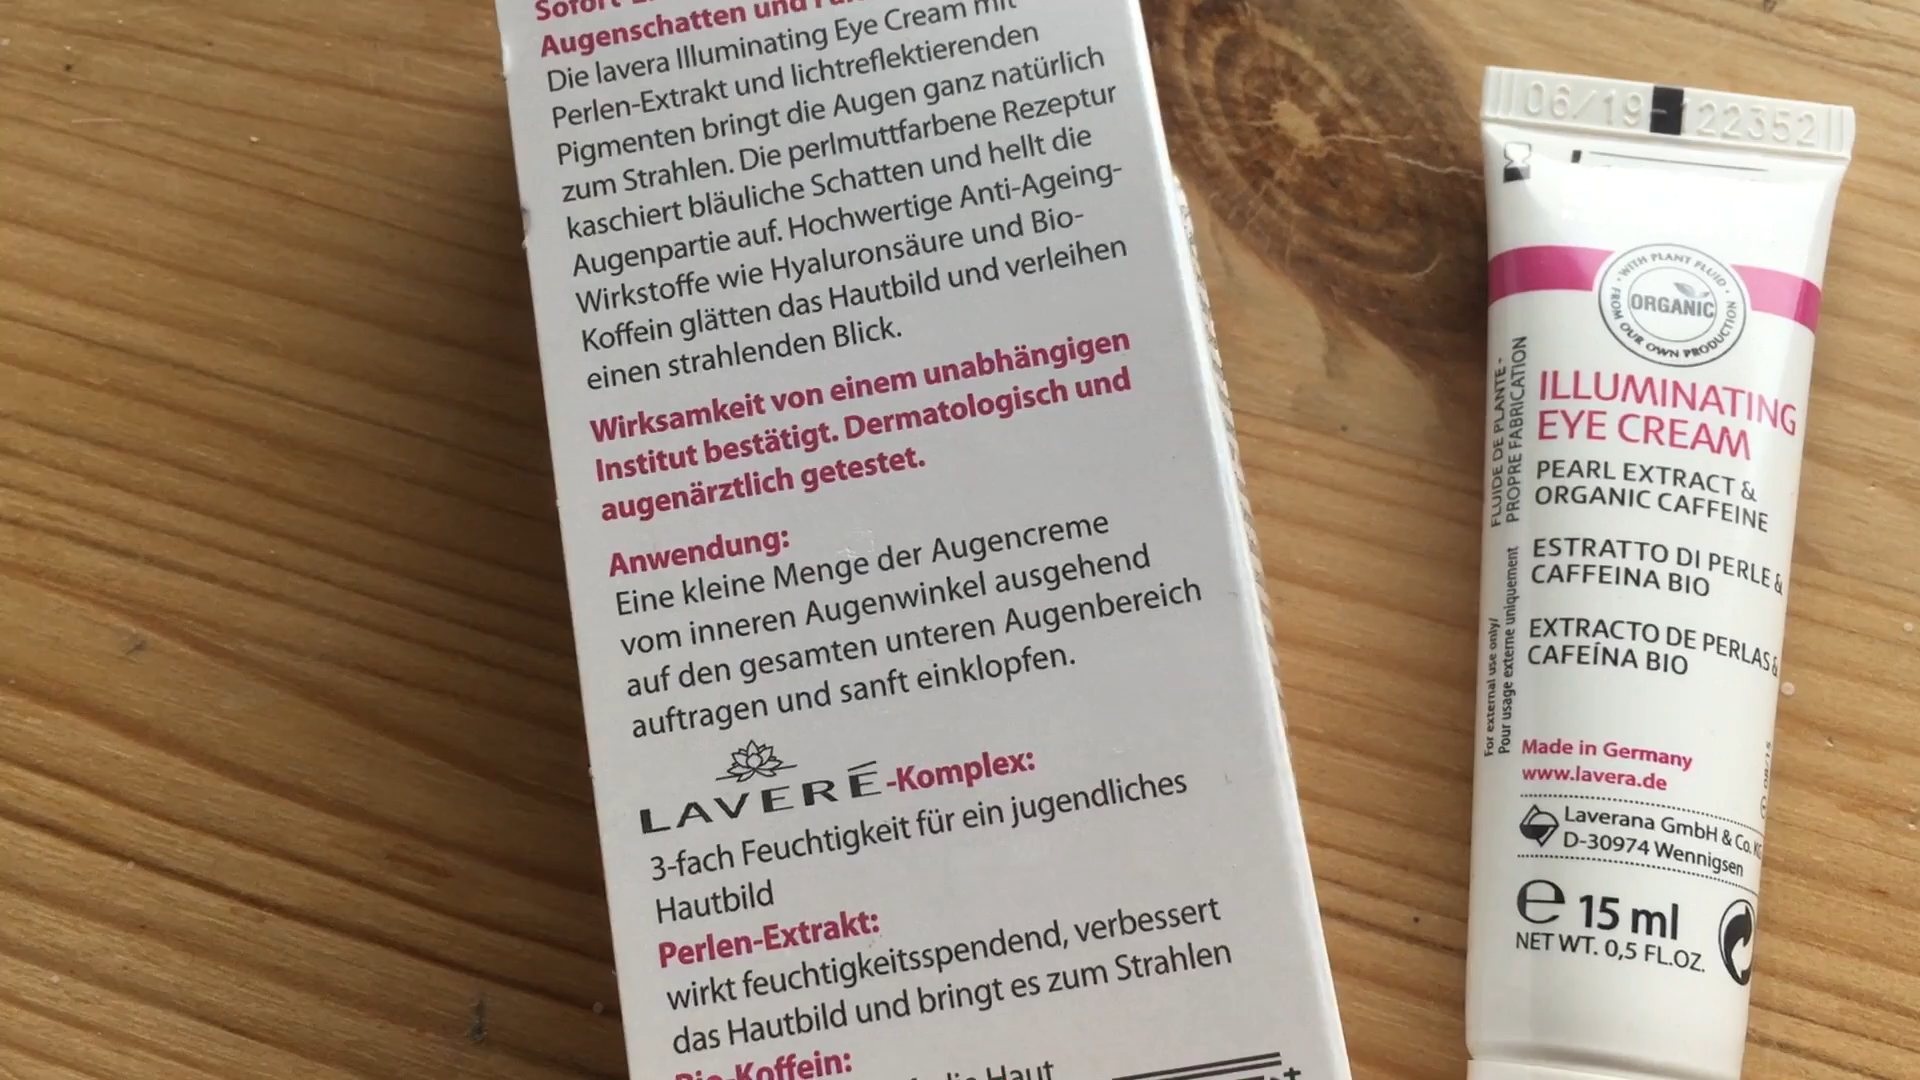 Augenschatten und
Die lavera Illuminating Eye Cream mit
Perlen-Extrakt und lichtreflektierenden
Pigmenten bringt die Augen ganz natürlich
zum Strahlen. Die perlmuttfarbene Rezeptur
kaschiert bläuliche Schatten und hellt die
Augenpartie auf. Hochwertige Anti-Ageing-
Wirkstoffe wie Hyaluronsäure und Bio-
Koffein glätten das Hautbild und verleihen
einen strahlenden Blick.
Wirksamkeit von einem unabhängigen
Institut bestätigt. Dermatologisch und
augenärztlich getestet.
Anwendung:
Eine kleine Menge der Augencreme
vom inneren Augenwinkel ausgehend
auf den gesamten unteren Augenbereich
auftragen und sanft einklopfen.
LAVERÉ-Komplex:
3-fach Feuchtigkeit für ein jugendliches
Hautbild
Perlen-Extrakt:
wirkt feuchtigkeitsspendend, verbessert
das Hautbild und bringt es zum Strahlen
Bio-Koffein:
die Haut
06/19 122352
· WITH PLANT FLUID · FROM OUR OWN PRODUCTION
ORGANIC
FLUIDE DE PLANTE -
PROPRE FABRICATION
ILLUMINATING
EYE CREAM
PEARL EXTRACT &
ORGANIC CAFFEINE
ESTRATTO DI PERLE &
CAFFEINA BIO
EXTRACTO DE PERLAS &
CAFEÍNA BIO
For external use only/
Pour usage externe uniquement
Made in Germany
www.lavera.de
Laverana GmbH & Co. KG
D-30974 Wennigsen
e 15 ml
NET WT. 0,5 FL.OZ.